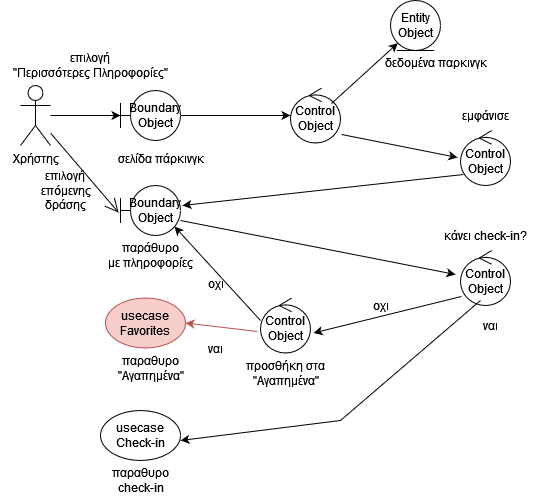 Entity
Object
δεδομένα παρκινγκ
επιλογή
"Περισσότερες Πληροφορίες"
Boundary
Object
σελίδα πάρκινγκ
Control
Object
εμφάνισε
Control
Object
Χρήστης
επιλογή
επόμενης
δράσης
Boundary
Object
παράθυρο
με πληροφορίες
κάνει check-in?
Control
Object
οχι
οχι
ναι
usecase
Favorites
ναι
παραθυρο
"Αγαπημένα"
Control
Object
προσθήκη στα
"Αγαπημένα"
usecase
Check-in
παραθυρο
check-in